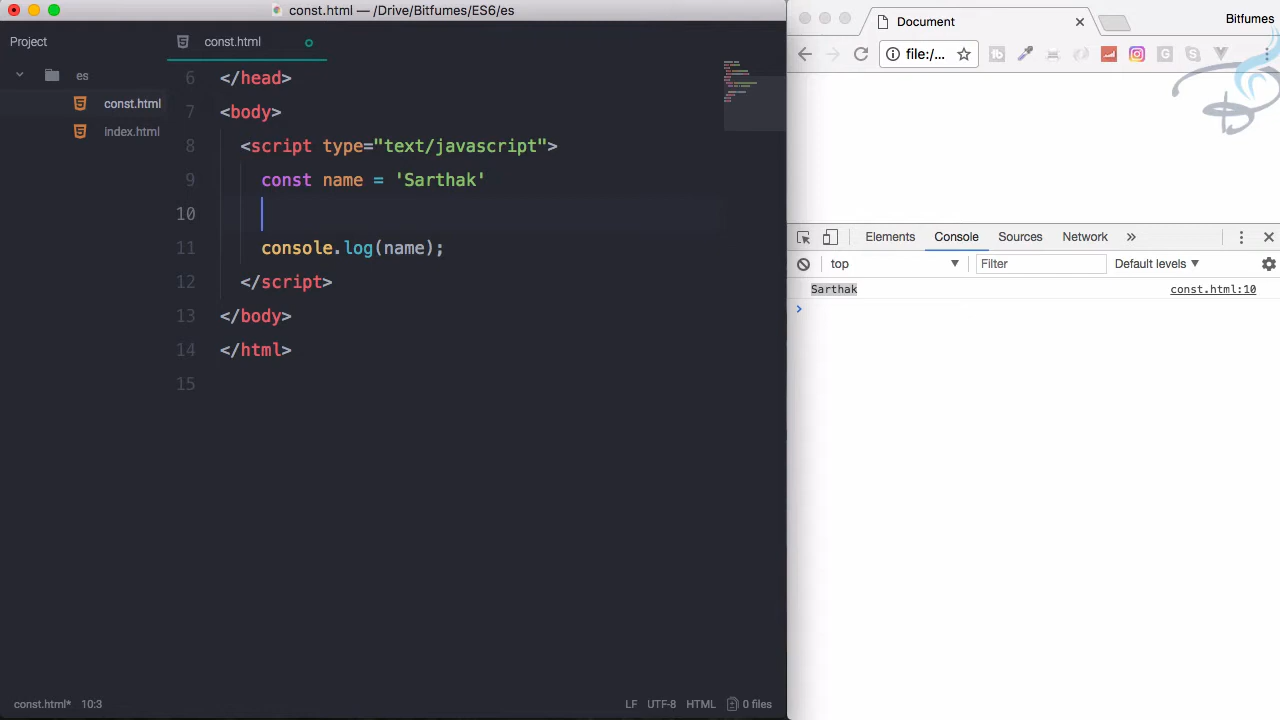 const.html — /Drive/Bitfumes/ES6/es
Project
es
const.html
index.html
const.html
6 </head>
7 <body>
8 <script type="text/javascript">
9 const name = 'Sarthak'
10
11 console.log(name);
12 </script>
13 </body>
14 </html>
15
const.html* 10:3 LF UTF-8 HTML 0 files
Document
Bitfumes
file:/...
fb
G
S
Elements Console Sources Network »
top Filter Default levels
Sarthak const.html:10